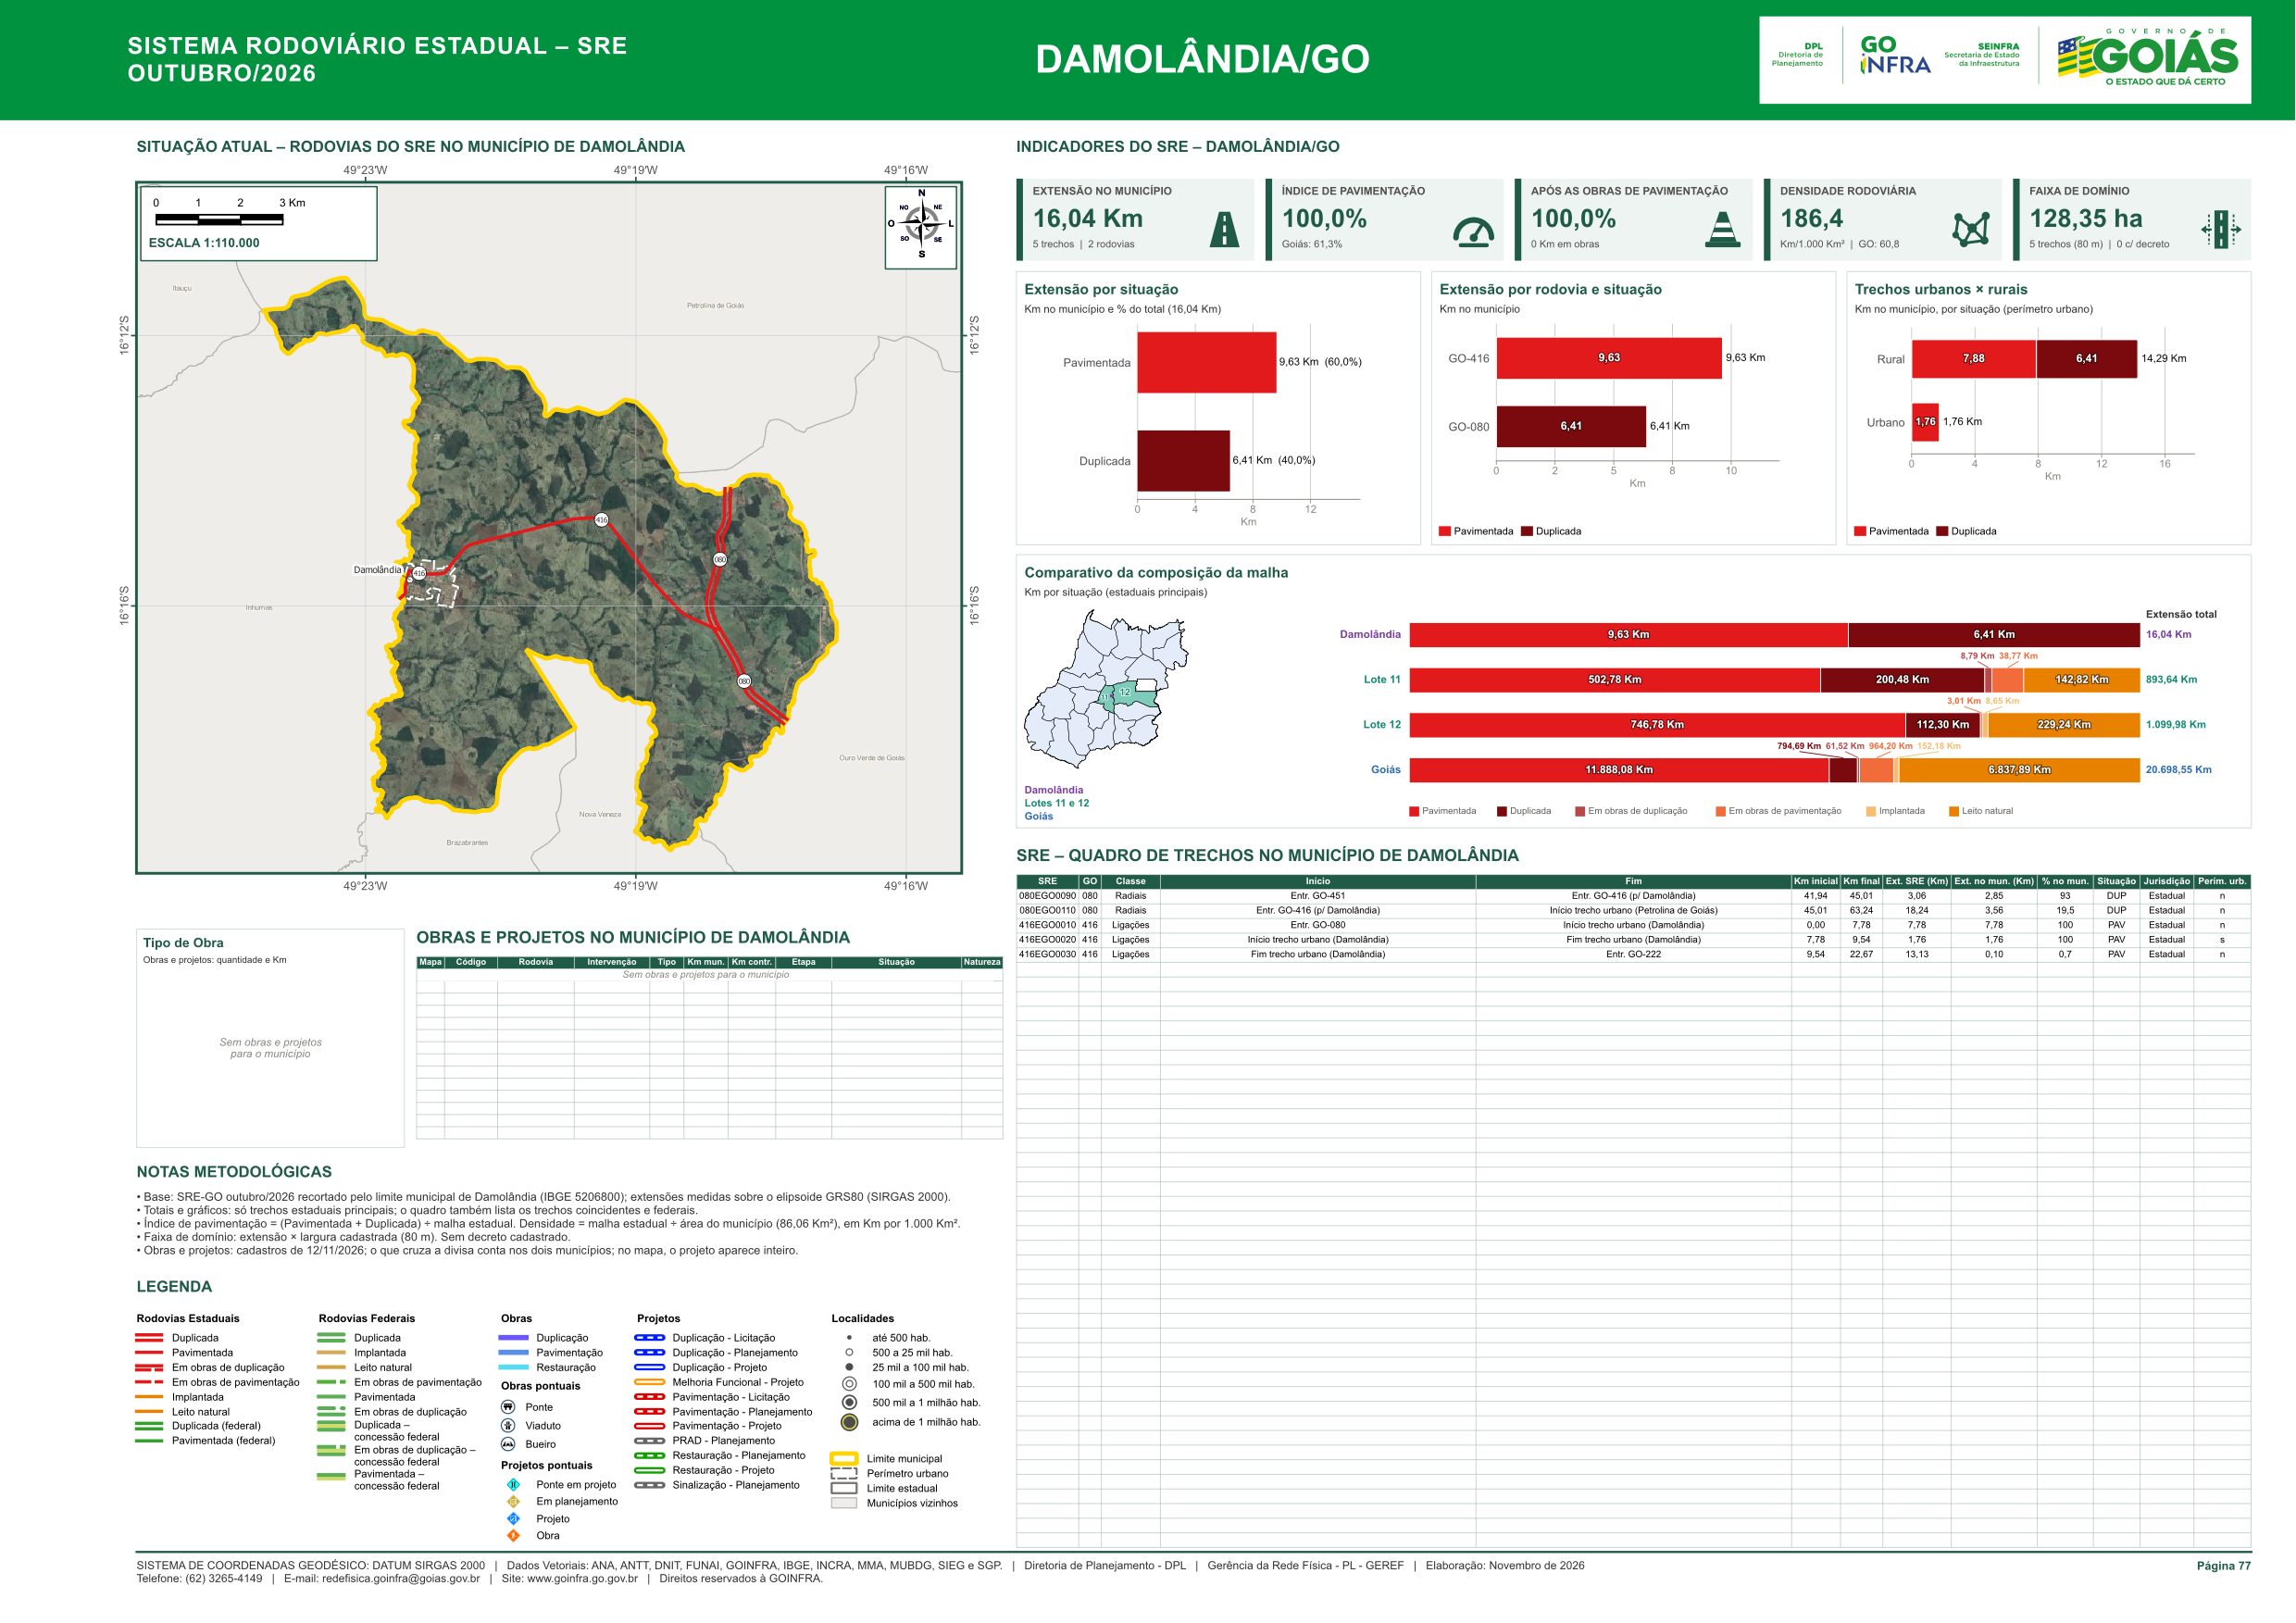 SISTEMA RODOVIÁRIO ESTADUAL – SRE
OUTUBRO/2026
DAMOLÂNDIA/GO
DPL
Diretoria de
Planejamento
GO
INFRA
SEINFRA
Secretaria de Estado
da Infraestrutura
GOVERNO DE
GOIÁS
O ESTADO QUE DÁ CERTO
SITUAÇÃO ATUAL – RODOVIAS DO SRE NO MUNICÍPIO DE DAMOLÂNDIA
49°23'W 49°19'W 49°16'W
0 1 2 3 Km
ESCALA 1:110.000
N
NO NE
O L
SO SE
S
Itauçu
Petrolina de Goiás
16°12'S 16°12'S
416
080
Damolândia
416
16°16'S 16°16'S
Inhumas
080
Ouro Verde de Goiás
Nova Veneza
Brazabrantes
49°23'W 49°19'W 49°16'W
INDICADORES DO SRE – DAMOLÂNDIA/GO
EXTENSÃO NO MUNICÍPIO
16,04 Km
5 trechos | 2 rodovias
ÍNDICE DE PAVIMENTAÇÃO
100,0%
Goiás: 61,3%
APÓS AS OBRAS DE PAVIMENTAÇÃO
100,0%
0 Km em obras
DENSIDADE RODOVIÁRIA
186,4
Km/1.000 Km² | GO: 60,8
FAIXA DE DOMÍNIO
128,35 ha
5 trechos (80 m) | 0 c/ decreto
Extensão por situação
Km no município e % do total (16,04 Km)
Pavimentada 9,63 Km (60,0%)
Duplicada 6,41 Km (40,0%)
0 4 8 12
Km
Extensão por rodovia e situação
Km no município
GO-416 9,63 9,63 Km
GO-080 6,41 6,41 Km
0 2 5 8 10
Km
Pavimentada Duplicada
Trechos urbanos × rurais
Km no município, por situação (perímetro urbano)
Rural 7,88 6,41 14,29 Km
Urbano 1,76 1,76 Km
0 4 8 12 16
Km
Pavimentada Duplicada
Comparativo da composição da malha
Km por situação (estaduais principais)
12
Damolândia
Lotes 11 e 12
Goiás
Extensão total
Damolândia 9,63 Km 6,41 Km 16,04 Km
8,79 Km 38,77 Km
Lote 11 502,78 Km 200,48 Km 142,82 Km 893,64 Km
3,01 Km 8,65 Km
Lote 12 746,78 Km 112,30 Km 229,24 Km 1.099,98 Km
794,69 Km 61,52 Km 964,20 Km 152,18 Km
Goiás 11.888,08 Km 6.837,89 Km 20.698,55 Km
Pavimentada Duplicada Em obras de duplicação Em obras de pavimentação Implantada Leito natural
SRE – QUADRO DE TRECHOS NO MUNICÍPIO DE DAMOLÂNDIA
SRE GO Classe Início Fim Km inicial Km final Ext. SRE (Km) Ext. no mun. (Km) % no mun. Situação Jurisdição Perím. urb.
080EGO0090 080 Radiais Entr. GO-451 Entr. GO-416 (p/ Damolândia) 41,94 45,01 3,06 2,85 93 DUP Estadual n
080EGO0110 080 Radiais Entr. GO-416 (p/ Damolândia) Início trecho urbano (Petrolina de Goiás) 45,01 63,24 18,24 3,56 19,5 DUP Estadual n
416EGO0010 416 Ligações Entr. GO-080 Início trecho urbano (Damolândia) 0,00 7,78 7,78 7,78 100 PAV Estadual n
416EGO0020 416 Ligações Início trecho urbano (Damolândia) Fim trecho urbano (Damolândia) 7,78 9,54 1,76 1,76 100 PAV Estadual s
416EGO0030 416 Ligações Fim trecho urbano (Damolândia) Entr. GO-222 9,54 22,67 13,13 0,10 0,7 PAV Estadual n
Tipo de Obra
Obras e projetos: quantidade e Km
Sem obras e projetos
para o município
OBRAS E PROJETOS NO MUNICÍPIO DE DAMOLÂNDIA
Mapa Código Rodovia Intervenção Tipo Km mun. Km contr. Etapa Situação Natureza
Sem obras e projetos para o município
NOTAS METODOLÓGICAS
• Base: SRE-GO outubro/2026 recortado pelo limite municipal de Damolândia (IBGE 5206800); extensões medidas sobre o elipsoide GRS80 (SIRGAS 2000).
• Totais e gráficos: só trechos estaduais principais; o quadro também lista os trechos coincidentes e federais.
• Índice de pavimentação = (Pavimentada + Duplicada) ÷ malha estadual. Densidade = malha estadual ÷ área do município (86,06 Km²), em Km por 1.000 Km².
• Faixa de domínio: extensão × largura cadastrada (80 m). Sem decreto cadastrado.
• Obras e projetos: cadastros de 12/11/2026; o que cruza a divisa conta nos dois municípios; no mapa, o projeto aparece inteiro.
LEGENDA
Rodovias Estaduais
Duplicada
Pavimentada
Em obras de duplicação
Em obras de pavimentação
Implantada
Leito natural
Duplicada (federal)
Pavimentada (federal)
Rodovias Federais
Duplicada
Implantada
Leito natural
Em obras de pavimentação
Pavimentada
Em obras de duplicação
Duplicada –
concessão federal
Em obras de duplicação –
concessão federal
Pavimentada –
concessão federal
Obras
Duplicação
Pavimentação
Restauração
Obras pontuais
Ponte
Viaduto
Bueiro
Projetos pontuais
Ponte em projeto
Em planejamento
Projeto
Obra
Projetos
Duplicação - Licitação
Duplicação - Planejamento
Duplicação - Projeto
Melhoria Funcional - Projeto
Pavimentação - Licitação
Pavimentação - Planejamento
Pavimentação - Projeto
PRAD - Planejamento
Restauração - Planejamento
Restauração - Projeto
Sinalização - Planejamento
Localidades
até 500 hab.
500 a 25 mil hab.
25 mil a 100 mil hab.
100 mil a 500 mil hab.
500 mil a 1 milhão hab.
acima de 1 milhão hab.
Limite municipal
Perímetro urbano
Limite estadual
Municípios vizinhos
SISTEMA DE COORDENADAS GEODÉSICO: DATUM SIRGAS 2000 | Dados Vetoriais: ANA, ANTT, DNIT, FUNAI, GOINFRA, IBGE, INCRA, MMA, MUBDG, SIEG e SGP. | Diretoria de Planejamento - DPL | Gerência da Rede Física - PL - GEREF | Elaboração: Novembro de 2026
Telefone: (62) 3265-4149 | E-mail: redefisica.goinfra@goias.gov.br | Site: www.goinfra.go.gov.br | Direitos reservados à GOINFRA.
Página 77